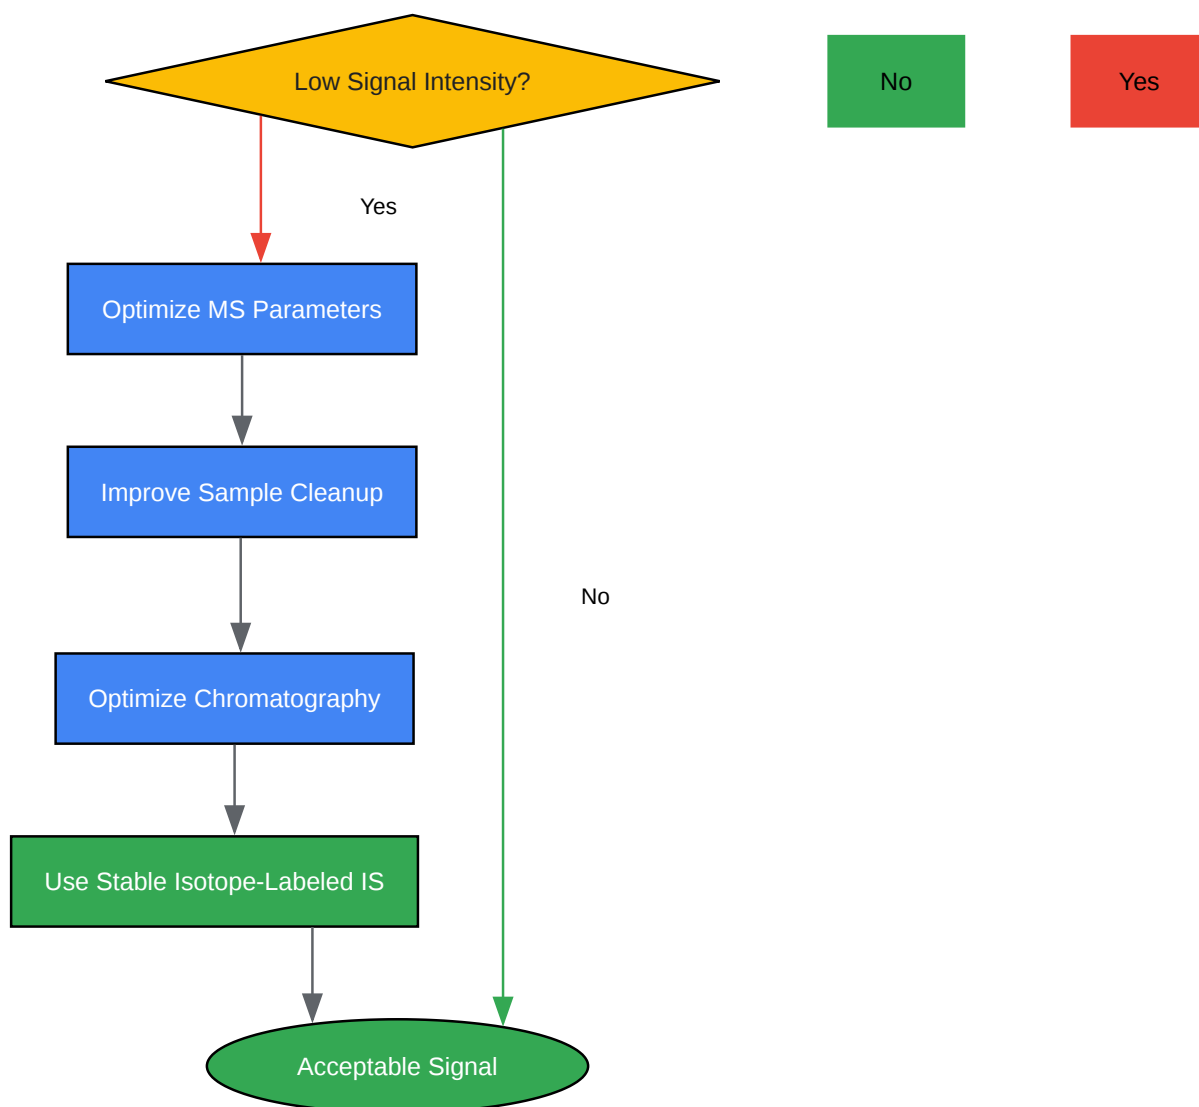 Low Signal Intensity?
No
Yes
Yes
Optimize MS Parameters
Improve Sample Cleanup
No
Optimize Chromatography
Use Stable Isotope-Labeled IS
Acceptable Signal